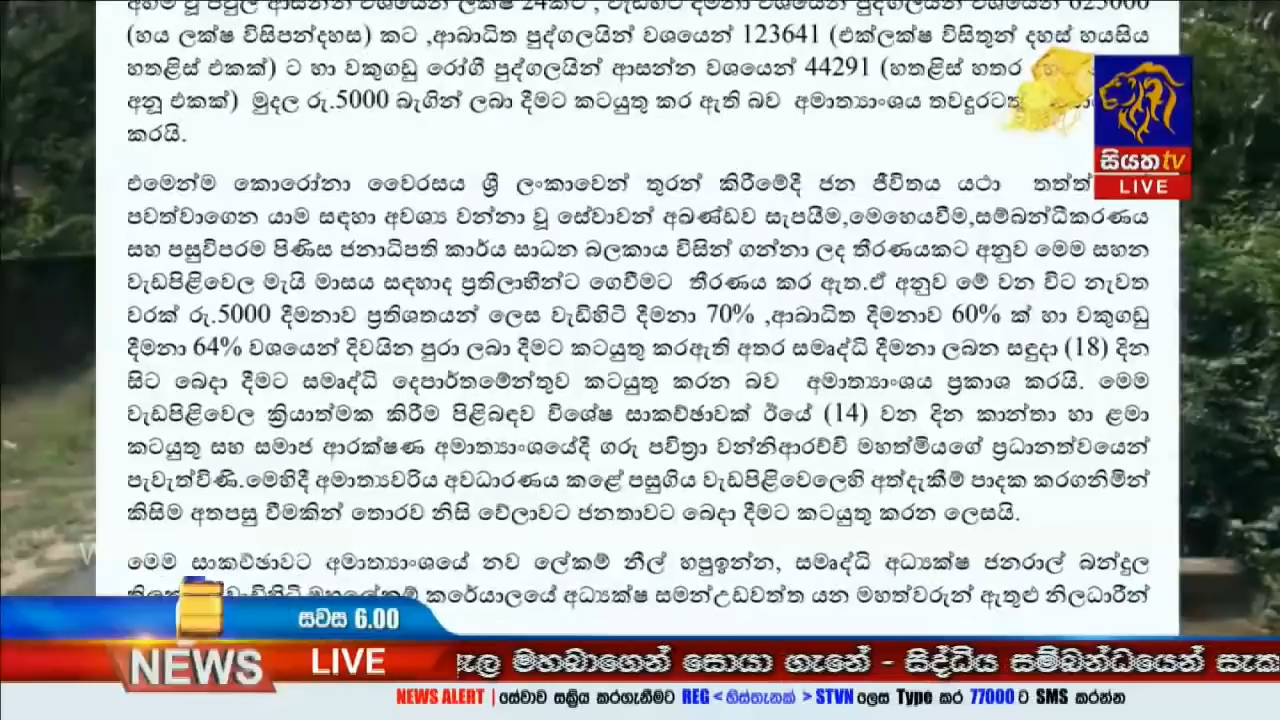 (හය ලක්ෂ විසිපන්දහස) කට ,ආබාධිත පුද්ගලයින් වශයෙන් 123641 (එක්ලක්ෂ විසිතුන් දහස් හයසිය
හතළිස් එකක්) ට හා වකුගඩු රෝගී පුද්ගලයින් ආසන්න වශයෙන් 44291 (හතළිස් හතර
අනූ එකක්) මුදල රු.5000 බැගින් ලබා දීමට කටයුතු කර ඇති බව අමාත්‍යාංශය
කරයි.
එමෙන්ම කොරෝනා වෛරසය ශ්‍රී ලංකාවෙන් තුරන් කිරීමේදී ජන ජීවිතය යථා
පවත්වාගෙන යාම සඳහා අවශ්‍ය වන්නා වූ සේවාවන් අඛණ්ඩව සැපයීම,මෙහෙයවීම,සම්බන්ධීකරණය
සහ පසුවිපරම පිණිස ජනාධිපති කාර්ය සාධන බලකාය විසින් ගන්නා ලද තීරණයකට අනුව මෙම සහන
වැඩපිළිවෙල මැයි මාසය සඳහාද ප්‍රතිලාභීන්ට ගෙවීමට තීරණය කර ඇත.ඒ අනුව මේ වන විට නැවත
වරක් රු.5000 දීමනාව ප්‍රතිශතයන් ලෙස වැඩිහිටි දීමනා 70% ,ආබාධිත දීමනාව 60% ක් හා වකුගඩු
දීමනා 64% වශයෙන් දිවයින පුරා ලබා දීමට කටයුතු කරඇති අතර සමෘද්ධි දීමනා ලබන සඳුදා (18) දින
සිට බෙදා දීමට සමෘද්ධි දෙපාර්තමේන්තුව කටයුතු කරන බව අමාත්‍යාංශය ප්‍රකාශ කරයි. මෙම
වැඩපිළිවෙල ක්‍රියාත්මක කිරීම පිළිබඳව විශේෂ සාකච්ඡාවක් ඊයේ (14) වන දින කාන්තා හා ළමා
කටයුතු සහ සමාජ ආරක්ෂණ අමාත්‍යාංශයේදී ගරු පවිත්‍රා වන්නිආරච්චි මහත්මියගේ ප්‍රධානත්වයෙන්
පැවැත්විණි.මෙහිදී අමාත්‍යවරිය අවධාරණය කළේ පසුගිය වැඩපිළිවෙලෙහි අත්දැකීම් පාදක කරගනිමින්
කිසිම අතපසු වීමකින් තොරව නිසි වේලාවට ජනතාවට බෙදා දීමට කටයුතු කරන ලෙසයි.
මෙම සාකච්ඡාවට අමාත්‍යාංශයේ නව ලේකම් නීල් හපුඉන්න, සමෘද්ධි අධ්‍යක්ෂ ජනරාල් බන්දුල
කරේයාලයේ අධ්‍යක්ෂ සමන්උඩවත්ත යන මහත්වරුන් ඇතුළු නිලධාරීන්
සියත tv
LIVE
සවස 6.00
NEWS LIVE මහබාගෙන් සොයා ගැනේ - සිද්ධිය සම්බන්ධයෙන් සැක
NEWS ALERT | සේවාව සක්‍රිය කරගැනීමට REG < හිස්තැනක් > STVN ලෙස Type කර 77000 ට SMS කරන්න